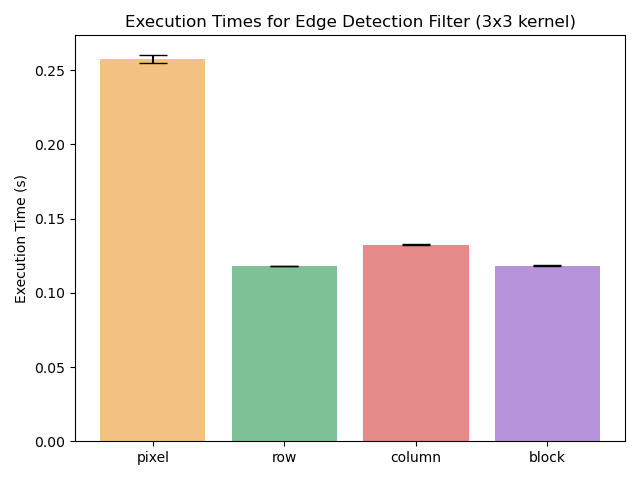 Execution Times for Edge Detection Filter (3x3 kernel)
Execution Time (s)
0.25
0.20
0.15
0.10
0.05
0.00
pixel row column block